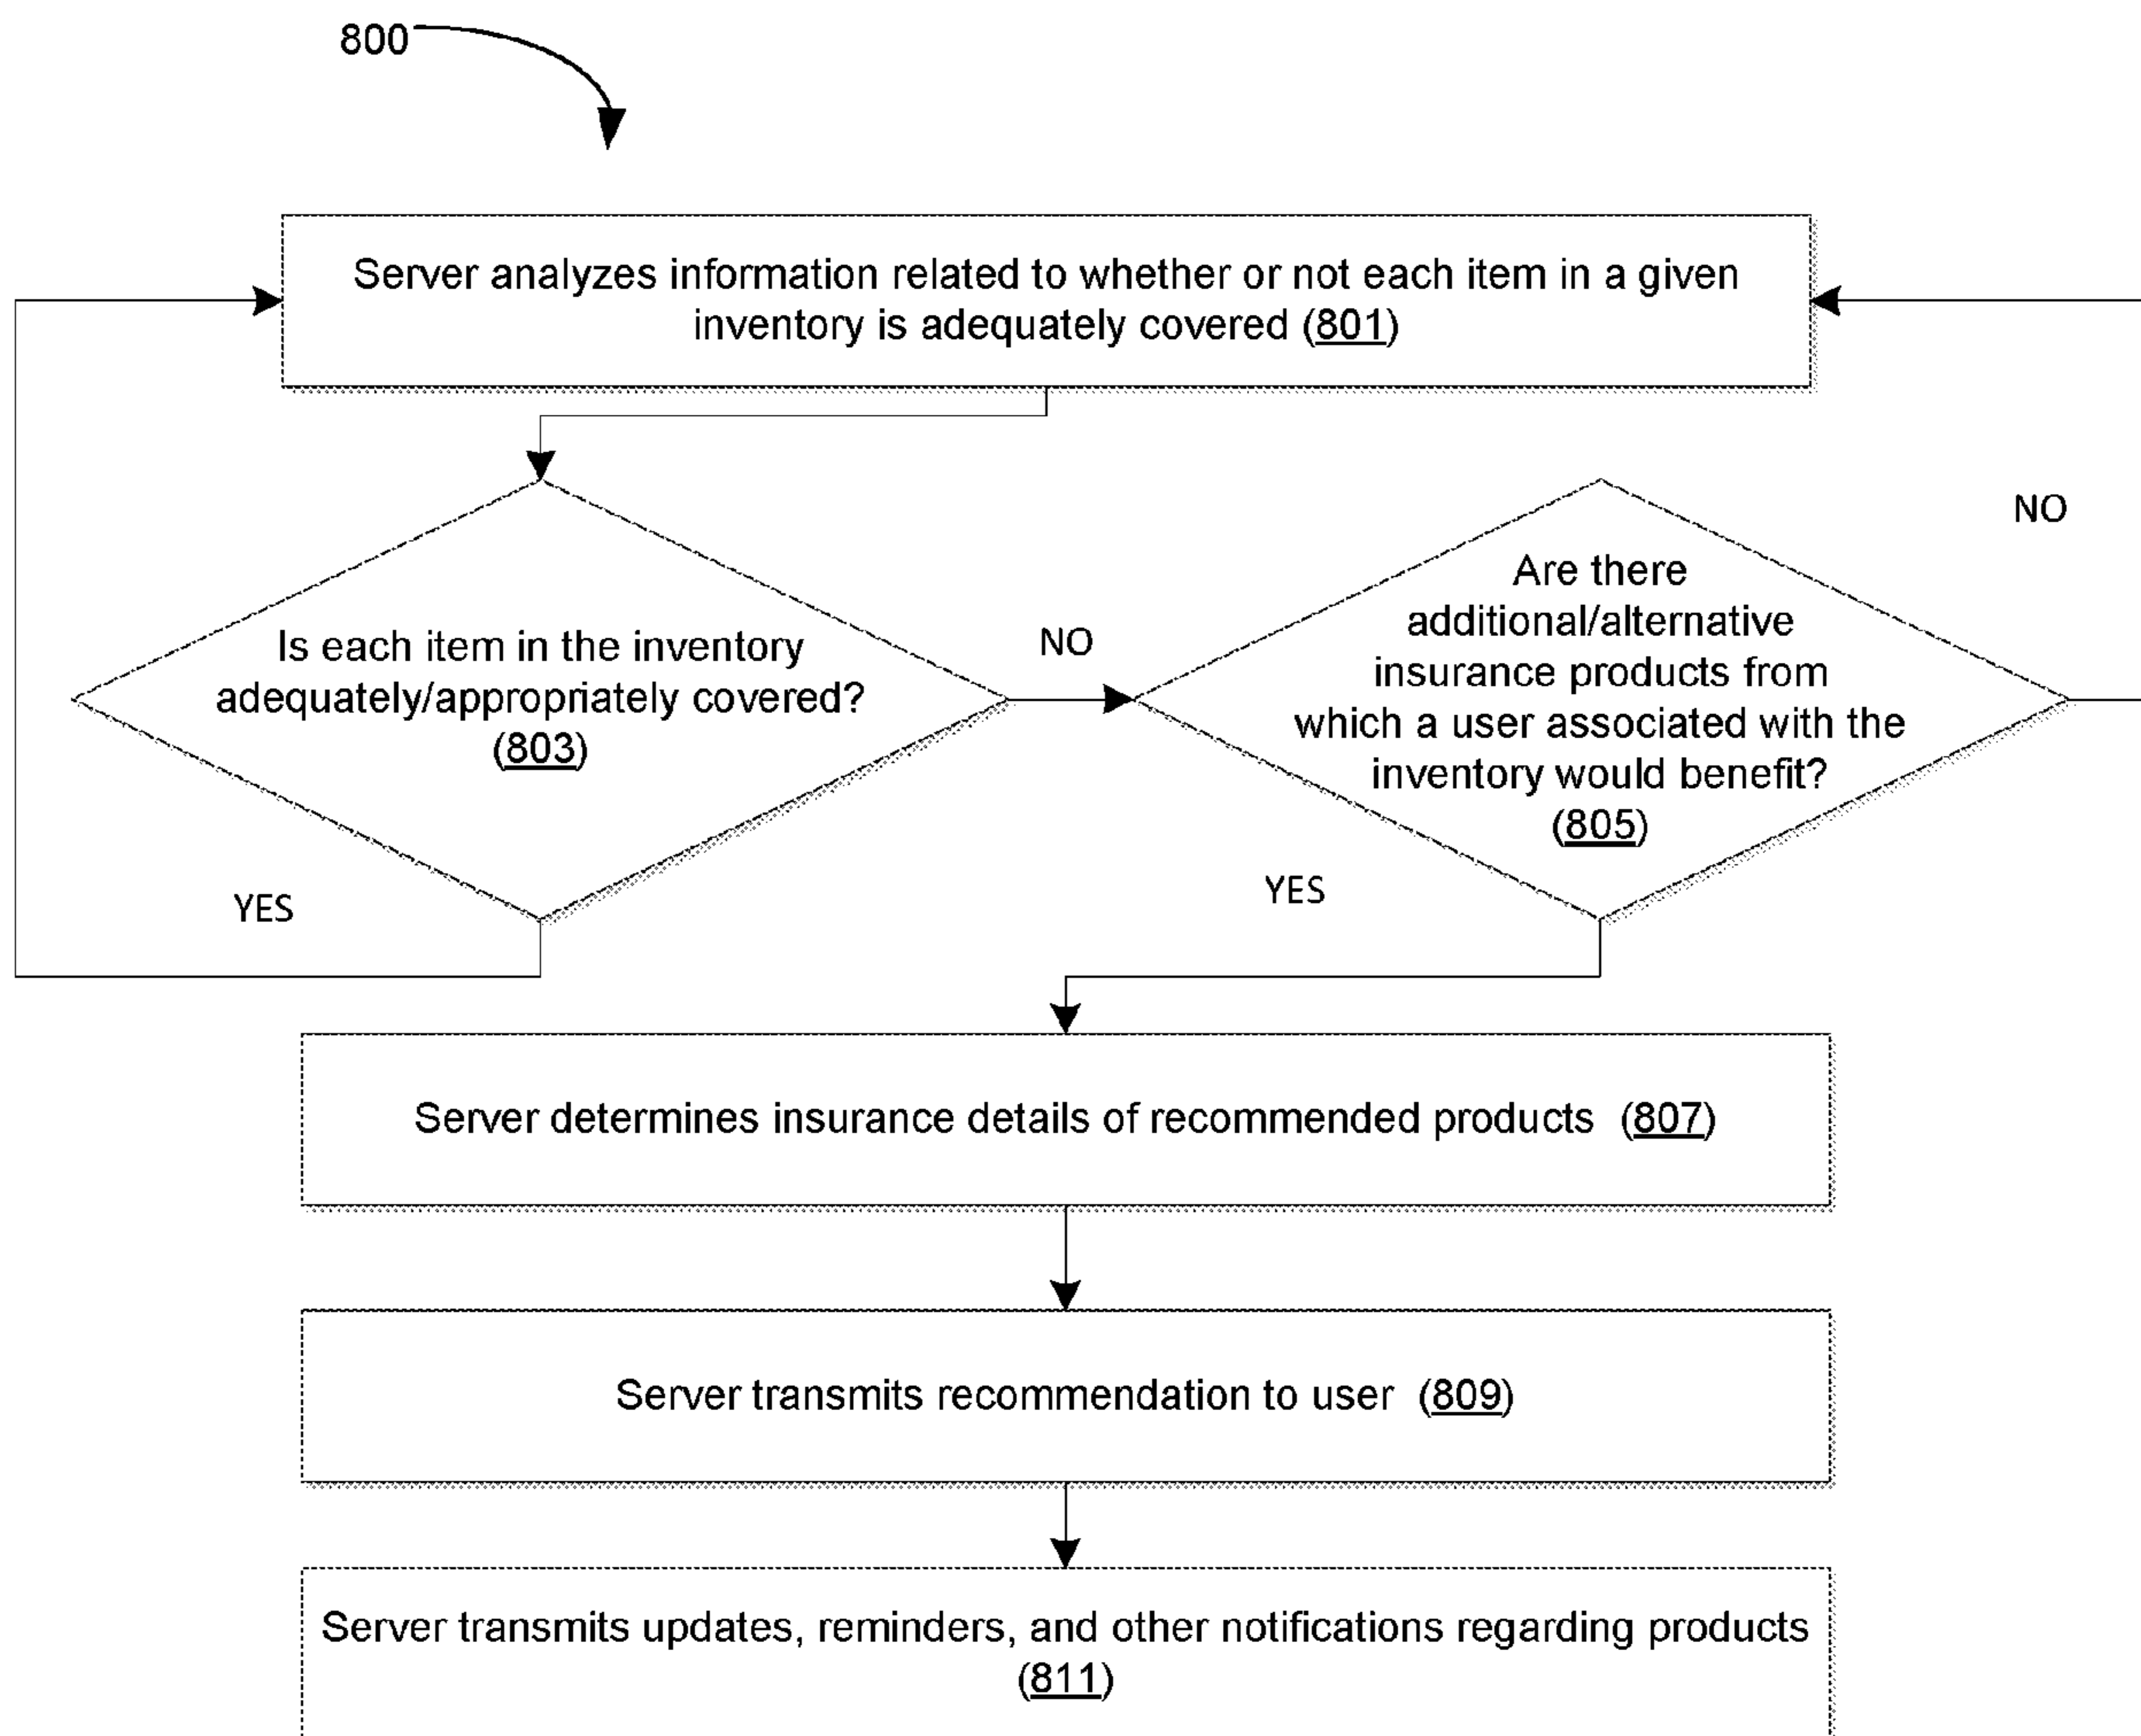 800
Server analyzes information related to whether or not each item in a given
inventory is adequately covered (801)
Is each item in the inventory
adequately/appropriately covered?
(803)
NO
YES
Are there
additional/alternative
insurance products from
which a user associated with the
inventory would benefit?
(805)
NO
YES
Server determines insurance details of recommended products (807)
Server transmits recommendation to user (809)
Server transmits updates, reminders, and other notifications regarding products
(811)